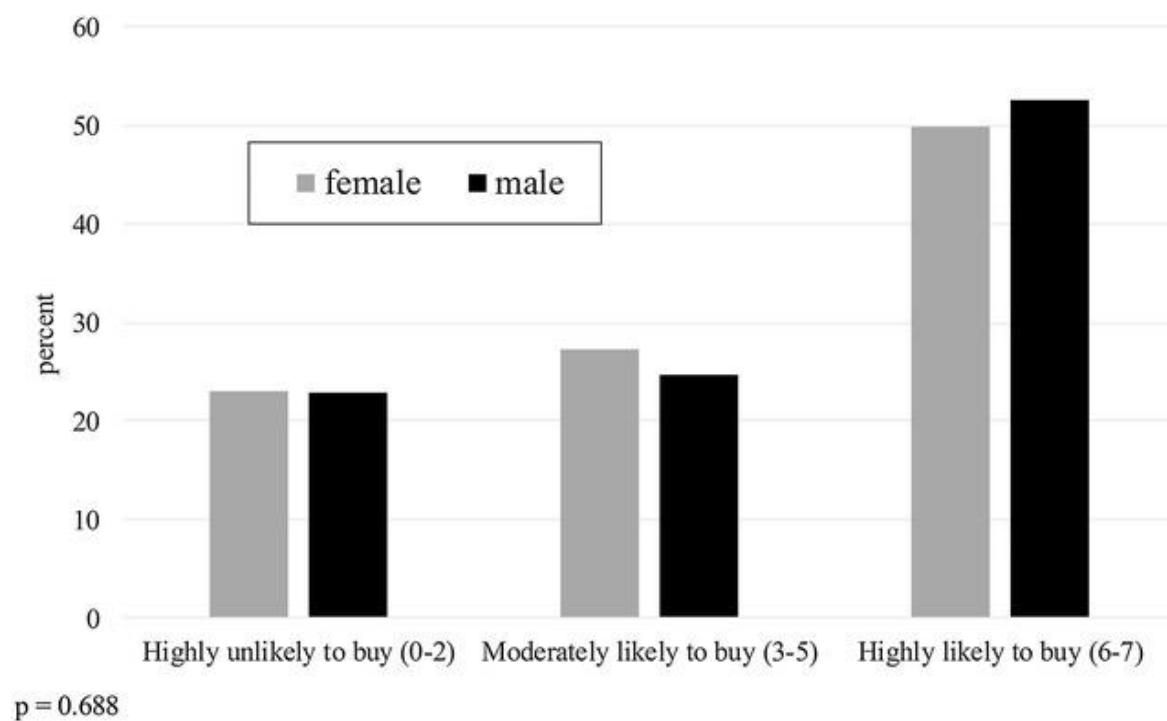 60
50
female male
40
percent
30
20
10
0
Highly unlikely to buy (0-2) Moderately likely to buy (3-5) Highly likely to buy (6-7)
p = 0.688